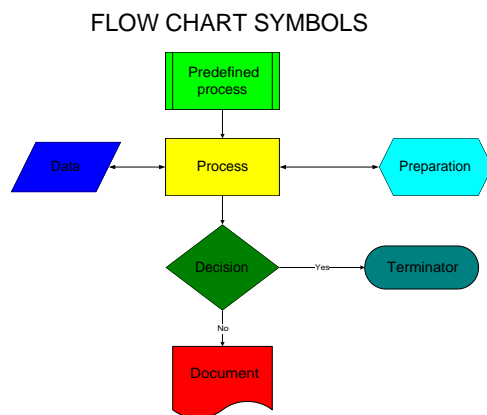 FLOW CHART SYMBOLS
Predefined
process
Data
Process
Preparation
Decision
Yes
Terminator
No
Document